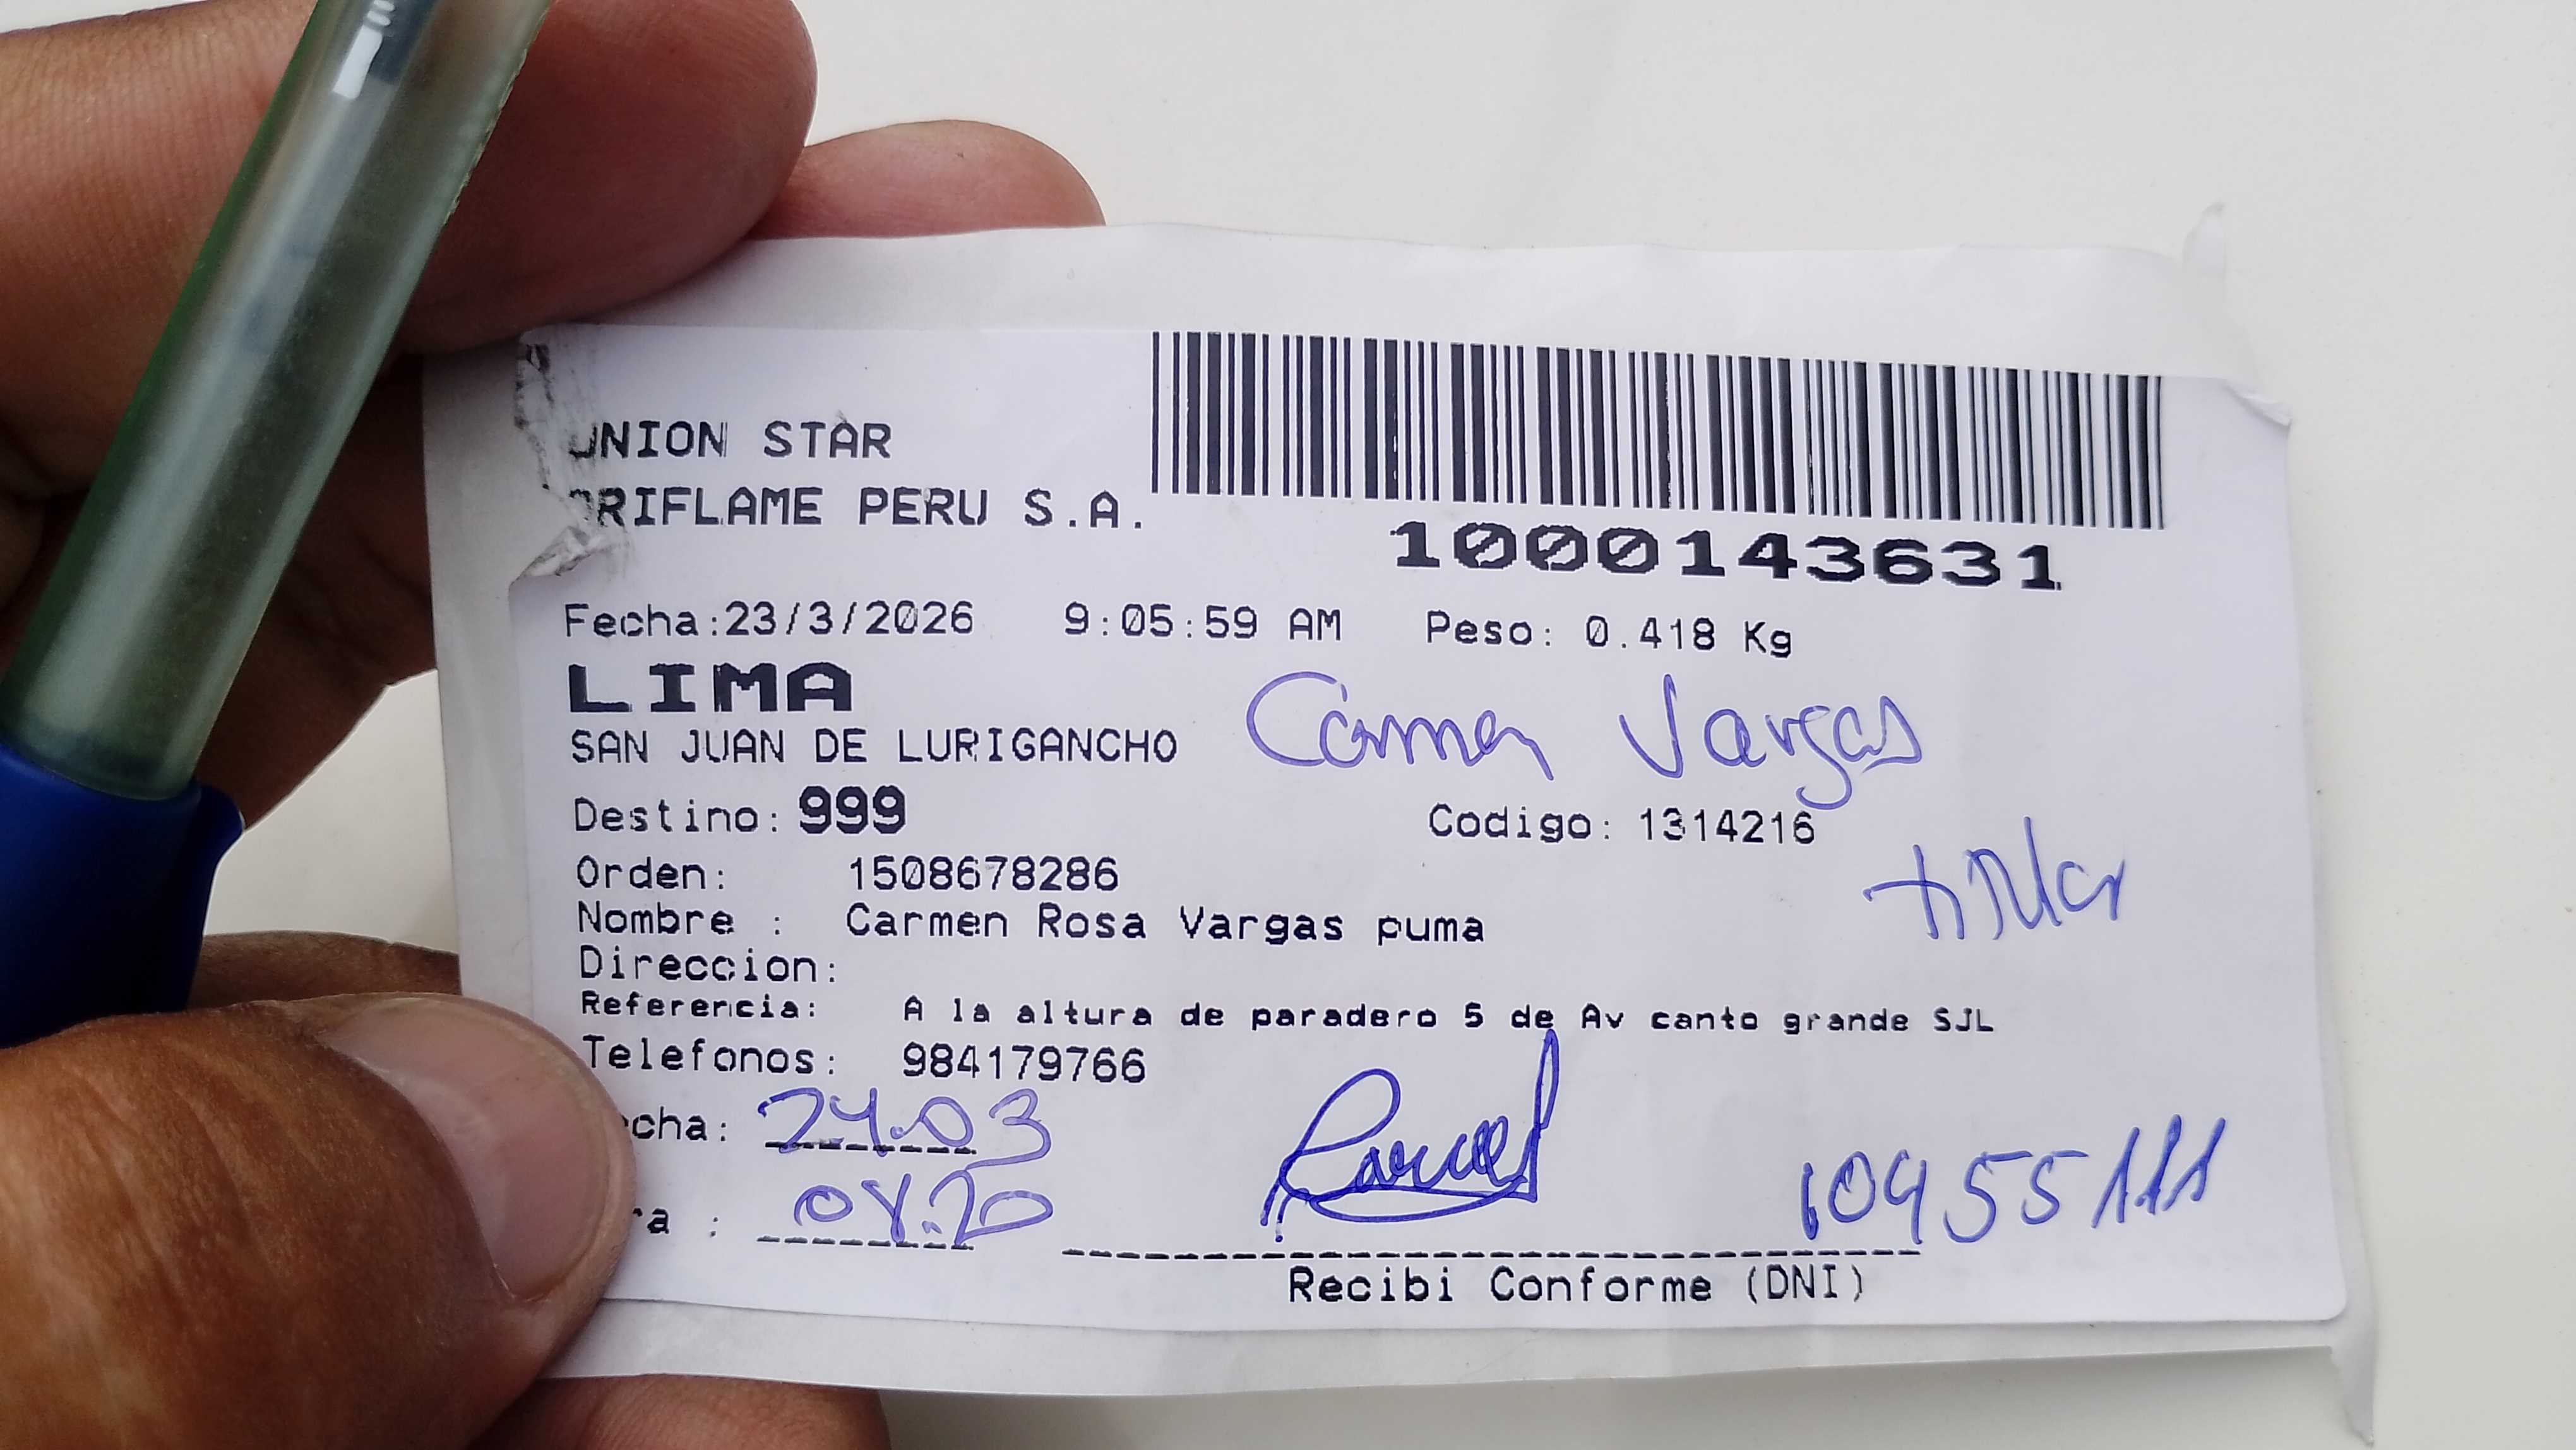 UNION STAR
ORIFLAME PERU S.A.
1000143631
Fecha:23/3/2026 9:05:59 AM Peso: 0.418 Kg
LIMA
SAN JUAN DE LURIGANCHO Carmen Vargas
Destino: 999 Codigo: 1314216
titular
Orden: 1508678286
Nombre : Carmen Rosa Vargas puma
Direccion:
Referencia: A la altura de paradero 5 de Av canto grande SJL
Telefonos: 984179766
cha: 24.03
ra : 08.20 10455111
Recibi Conforme (DNI)